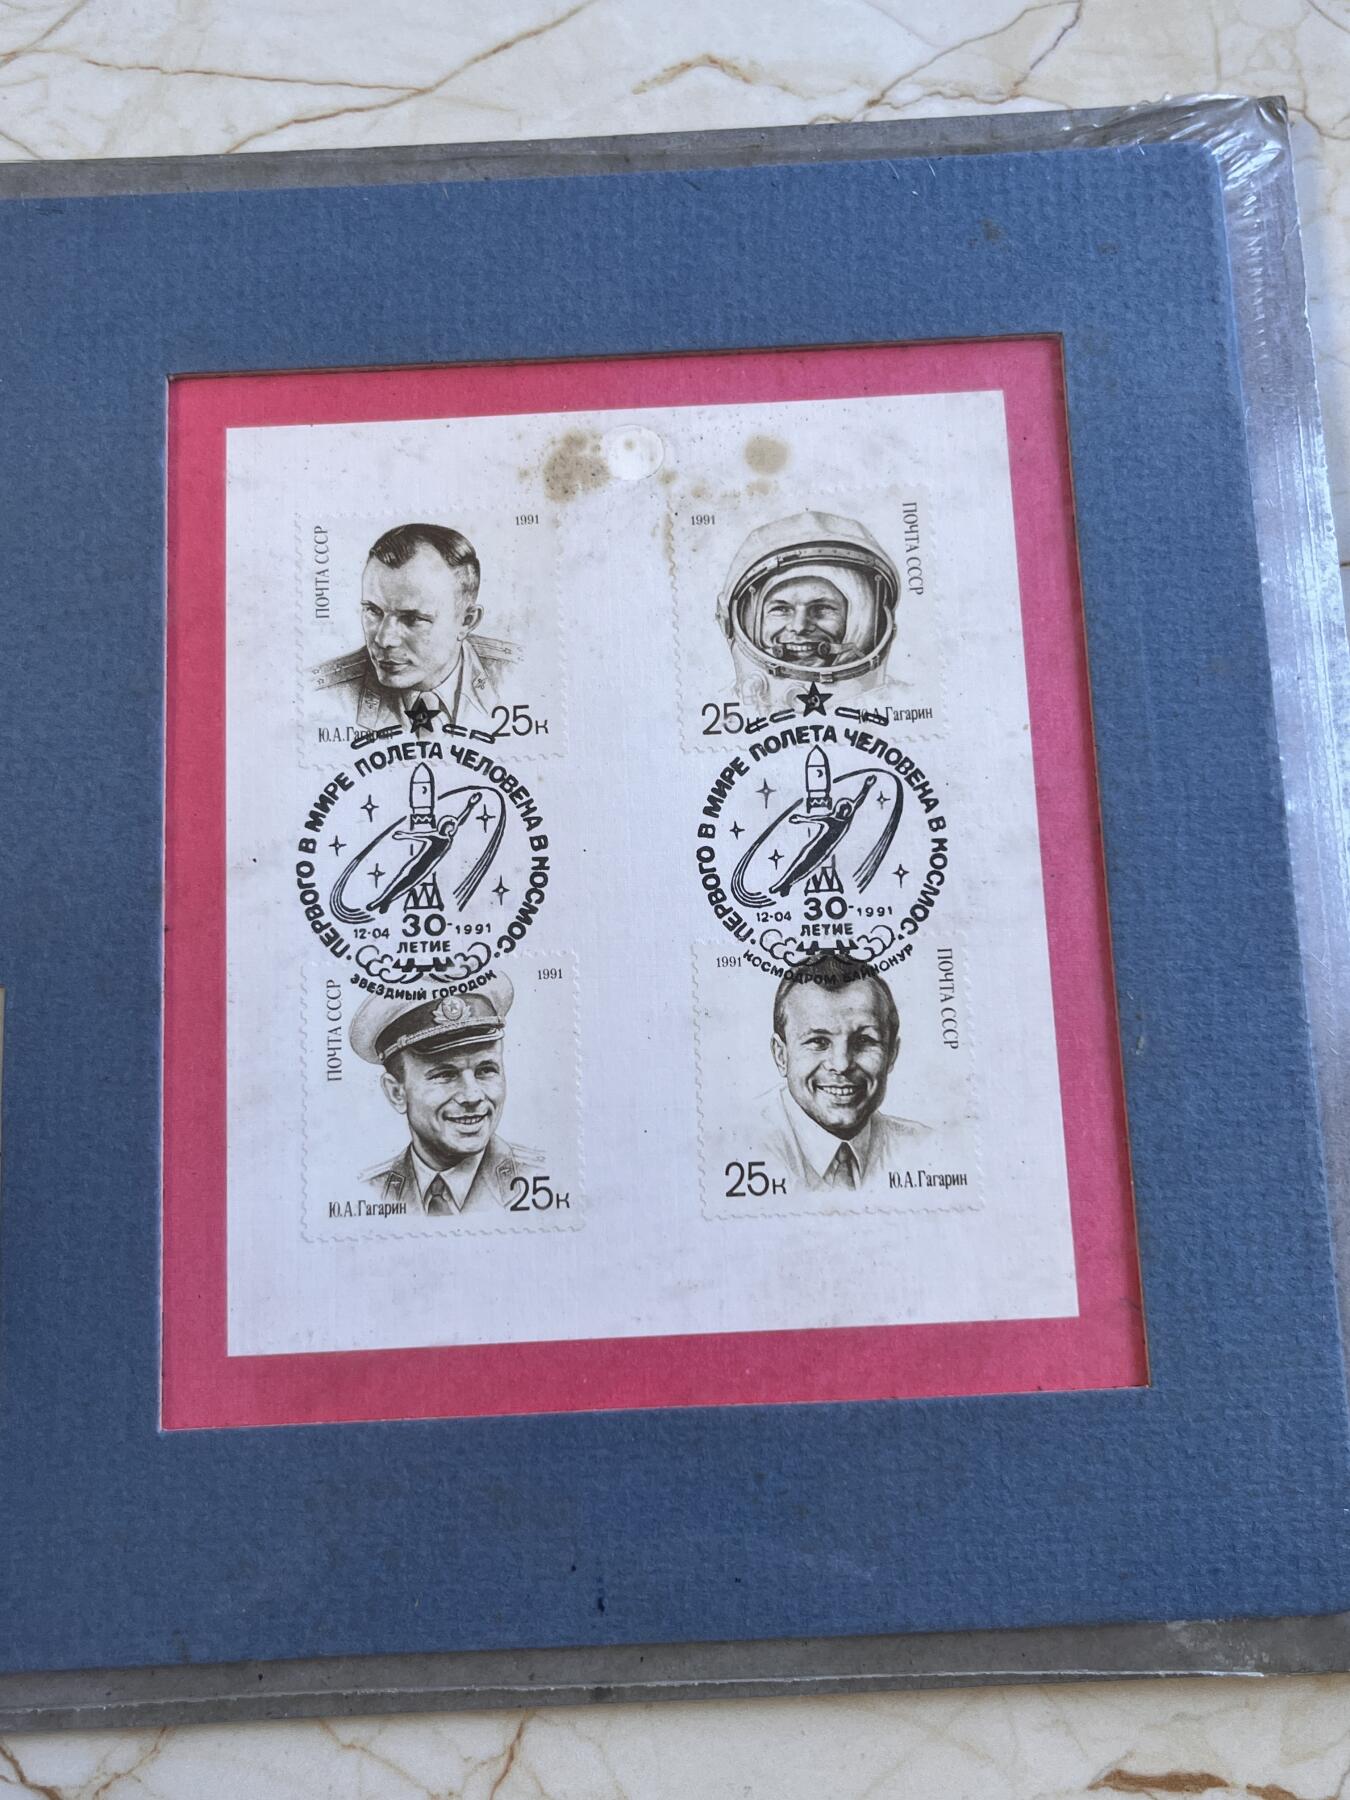 1991
ПОЧТА СССР
Ю.А.Гагарин
25к
1991
ПОЧТА СССР
25к
Ю.А.Гагарин
ПЕРВОГО В МИРЕ ПОЛЕТА ЧЕЛОВЕКА В КОСМОС
12·04 30-1991
ЛЕТИЕ
ЗВЕЗДНЫЙ ГОРОДОК
ПЕРВОГО В МИРЕ ПОЛЕТА ЧЕЛОВЕКА В КОСМОС
12·04 30-1991
ЛЕТИЕ
КОСМОДРОМ БАЙКОНУР
1991
ПОЧТА СССР
Ю.А.Гагарин
25к
1991
ПОЧТА СССР
25к
Ю.А.Гагарин